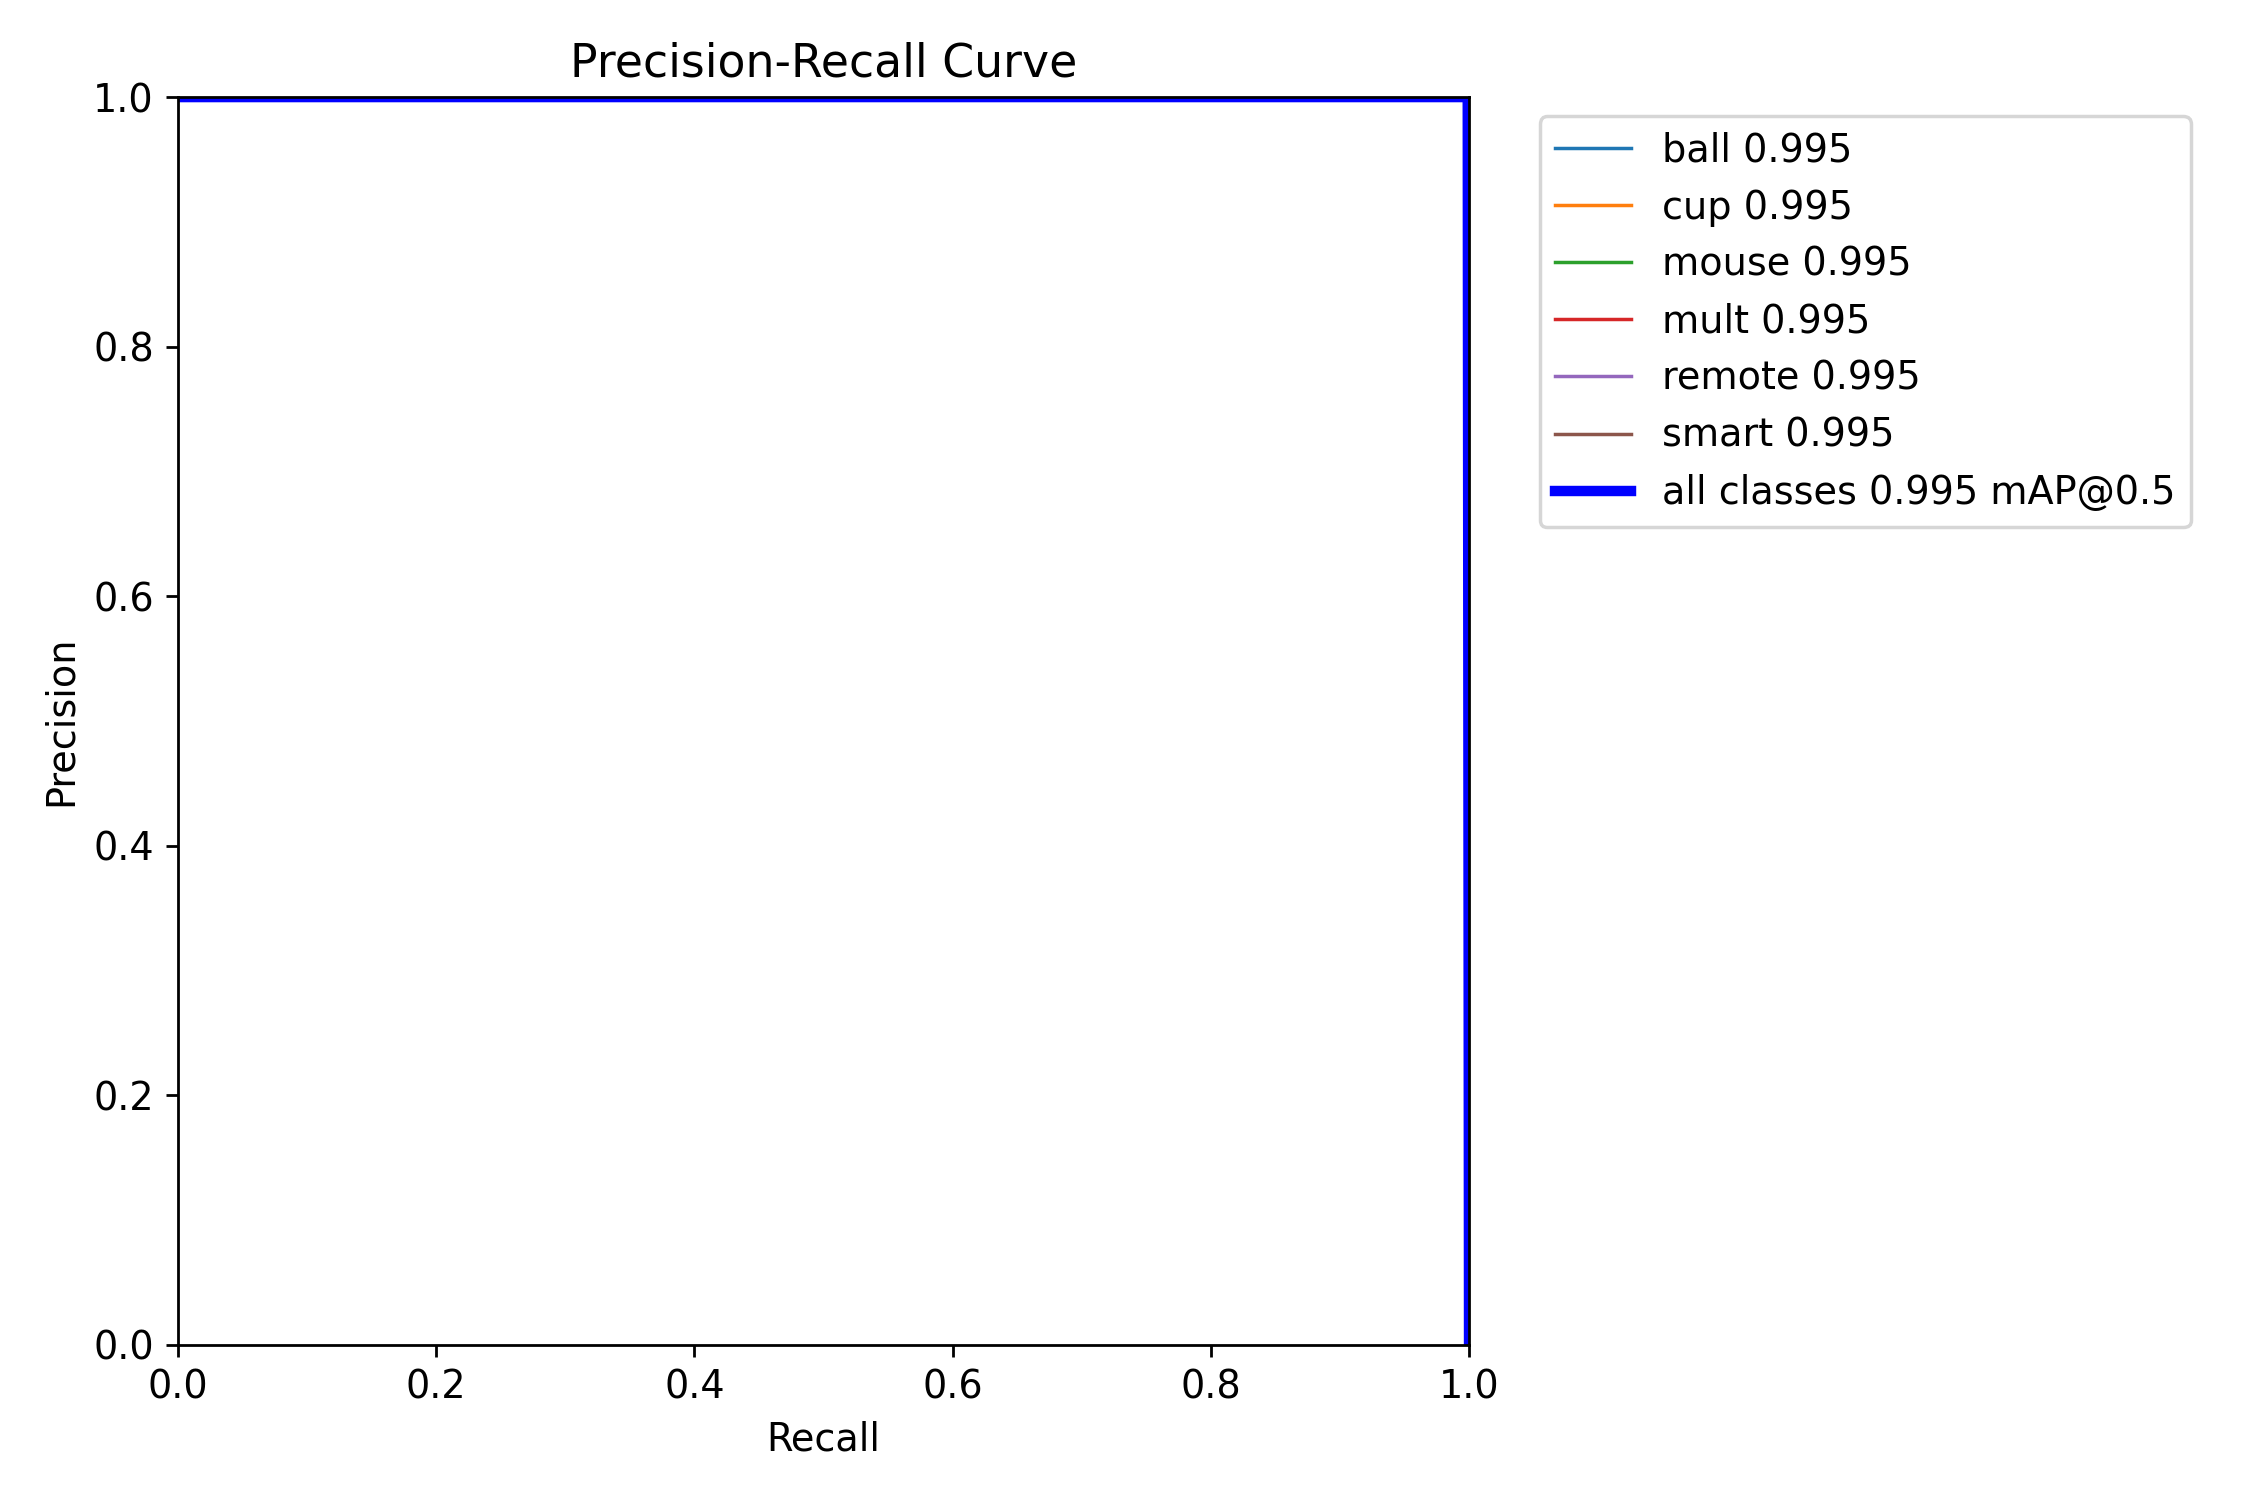 Precision-Recall Curve
1.0
0.8
0.6
0.4
0.2
0.0
Precision
0.0 0.2 0.4 0.6 0.8 1.0
Recall
ball 0.995
cup 0.995
mouse 0.995
mult 0.995
remote 0.995
smart 0.995
all classes 0.995 mAP@0.5